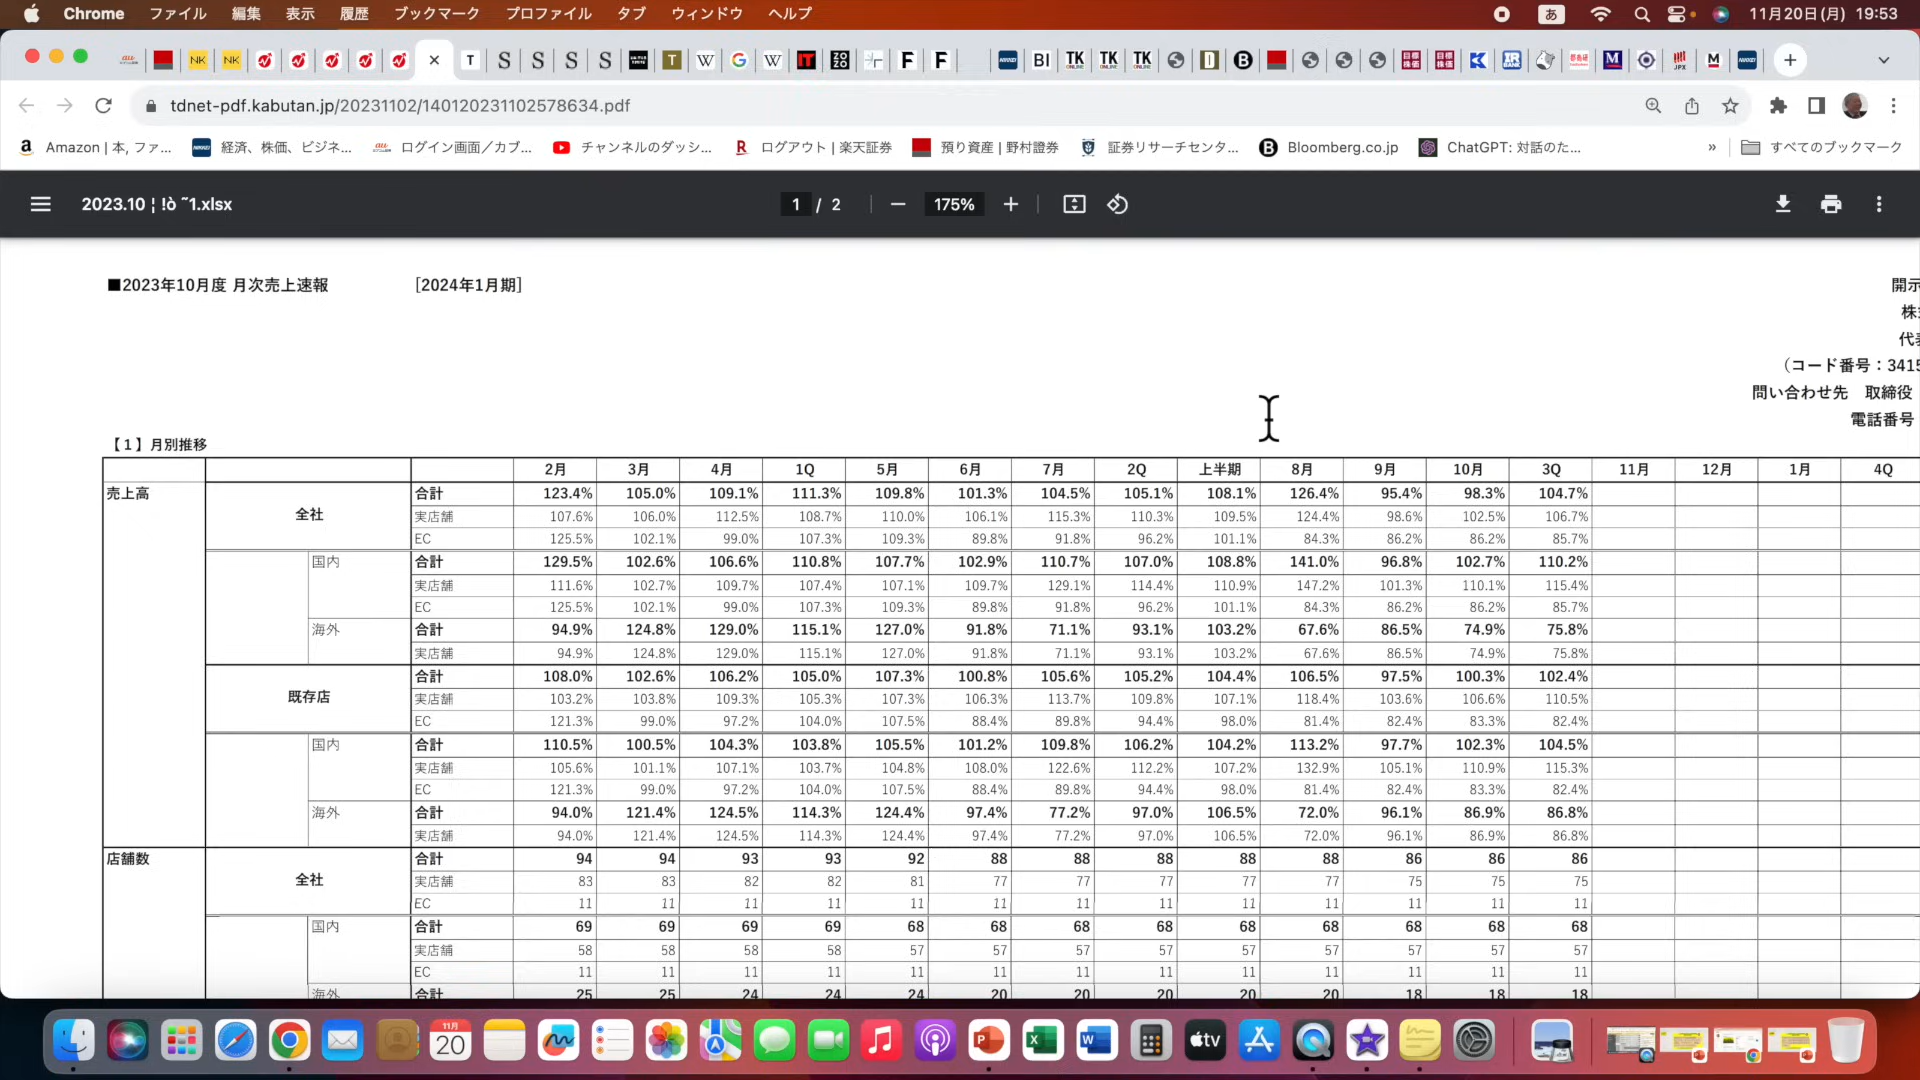 Chrome ファイル 編集 表示 履歴 ブックマーク プロファイル タブ ウィンドウ ヘルプ あ 11月20日(月) 19:53
tdnet-pdf.kabutan.jp/20231102/140120231102578634.pdf
Amazon | 本, ファ... 経済、株価、ビジネ... ログイン画面／カブ... チャンネルのダッシ... ログアウト | 楽天証券 預り資産 | 野村證券 証券リサーチセンタ... Bloomberg.co.jp ChatGPT: 対話のた... » すべてのブックマーク
2023.10 ¦ !ò ˜1.xlsx 1 / 2 175%
■2023年10月度 月次売上速報 [2024年1月期] 開示
株
代表
（コード番号：3415
問い合わせ先 取締役
電話番号
【1】月別推移
2月 3月 4月 1Q 5月 6月 7月 2Q 上半期 8月 9月 10月 3Q 11月 12月 1月 4Q
売上高 全社 合計 123.4% 105.0% 109.1% 111.3% 109.8% 101.3% 104.5% 105.1% 108.1% 126.4% 95.4% 98.3% 104.7%
実店舗 107.6% 106.0% 112.5% 108.7% 110.0% 106.1% 115.3% 110.3% 109.5% 124.4% 98.6% 102.5% 106.7%
EC 125.5% 102.1% 99.0% 107.3% 109.3% 89.8% 91.8% 96.2% 101.1% 84.3% 86.2% 86.2% 85.7%
国内 合計 129.5% 102.6% 106.6% 110.8% 107.7% 102.9% 110.7% 107.0% 108.8% 141.0% 96.8% 102.7% 110.2%
実店舗 111.6% 102.7% 109.7% 107.4% 107.1% 109.7% 129.1% 114.4% 110.9% 147.2% 101.3% 110.1% 115.4%
EC 125.5% 102.1% 99.0% 107.3% 109.3% 89.8% 91.8% 96.2% 101.1% 84.3% 86.2% 86.2% 85.7%
海外 合計 94.9% 124.8% 129.0% 115.1% 127.0% 91.8% 71.1% 93.1% 103.2% 67.6% 86.5% 74.9% 75.8%
実店舗 94.9% 124.8% 129.0% 115.1% 127.0% 91.8% 71.1% 93.1% 103.2% 67.6% 86.5% 74.9% 75.8%
既存店 合計 108.0% 102.6% 106.2% 105.0% 107.3% 100.8% 105.6% 105.2% 104.4% 106.5% 97.5% 100.3% 102.4%
実店舗 103.2% 103.8% 109.3% 105.3% 107.3% 106.3% 113.7% 109.8% 107.1% 118.4% 103.6% 106.6% 110.5%
EC 121.3% 99.0% 97.2% 104.0% 107.5% 88.4% 89.8% 94.4% 98.0% 81.4% 82.4% 83.3% 82.4%
国内 合計 110.5% 100.5% 104.3% 103.8% 105.5% 101.2% 109.8% 106.2% 104.2% 113.2% 97.7% 102.3% 104.5%
実店舗 105.6% 101.1% 107.1% 103.7% 104.8% 108.0% 122.6% 112.2% 107.2% 132.9% 105.1% 110.9% 115.3%
EC 121.3% 99.0% 97.2% 104.0% 107.5% 88.4% 89.8% 94.4% 98.0% 81.4% 82.4% 83.3% 82.4%
海外 合計 94.0% 121.4% 124.5% 114.3% 124.4% 97.4% 77.2% 97.0% 106.5% 72.0% 96.1% 86.9% 86.8%
実店舗 94.0% 121.4% 124.5% 114.3% 124.4% 97.4% 77.2% 97.0% 106.5% 72.0% 96.1% 86.9% 86.8%
店舗数 全社 合計 94 94 93 93 92 88 88 88 88 88 86 86 86
実店舗 83 83 82 82 81 77 77 77 77 77 75 75 75
EC 11 11 11 11 11 11 11 11 11 11 11 11 11
国内 合計 69 69 69 69 68 68 68 68 68 68 68 68 68
実店舗 58 58 58 58 57 57 57 57 57 57 57 57 57
EC 11 11 11 11 11 11 11 11 11 11 11 11 11
海外 合計 25 25 24 24 24 20 20 20 20 20 18 18 18
11月 20 tv